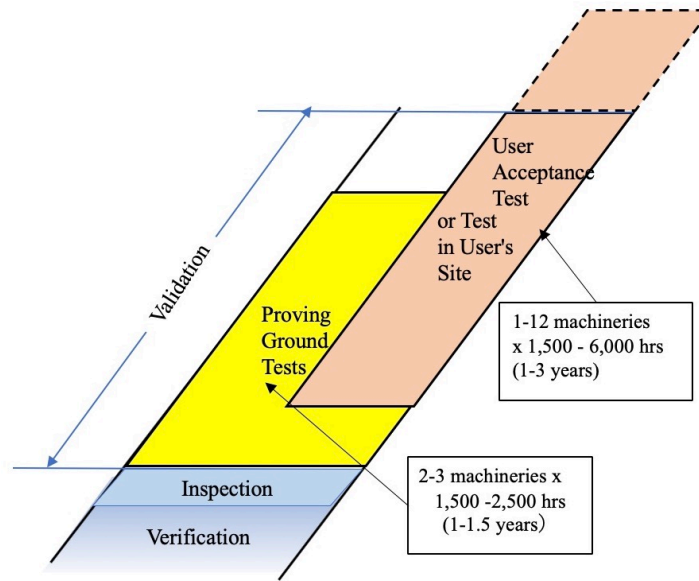 User
Acceptance
Test
or Test
in User's
Site
Validation
Proving
Ground
Tests
1-12 machineries
x 1,500 - 6,000 hrs
(1-3 years)
2-3 machineries x
1,500 -2,500 hrs
(1-1.5 years）
Inspection
Verification